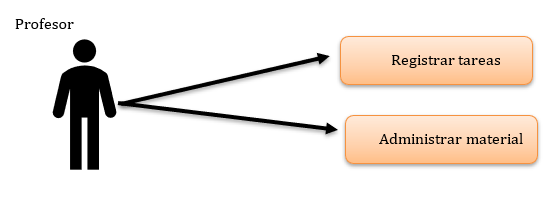 Profesor
Registrar tareas
Administrar material